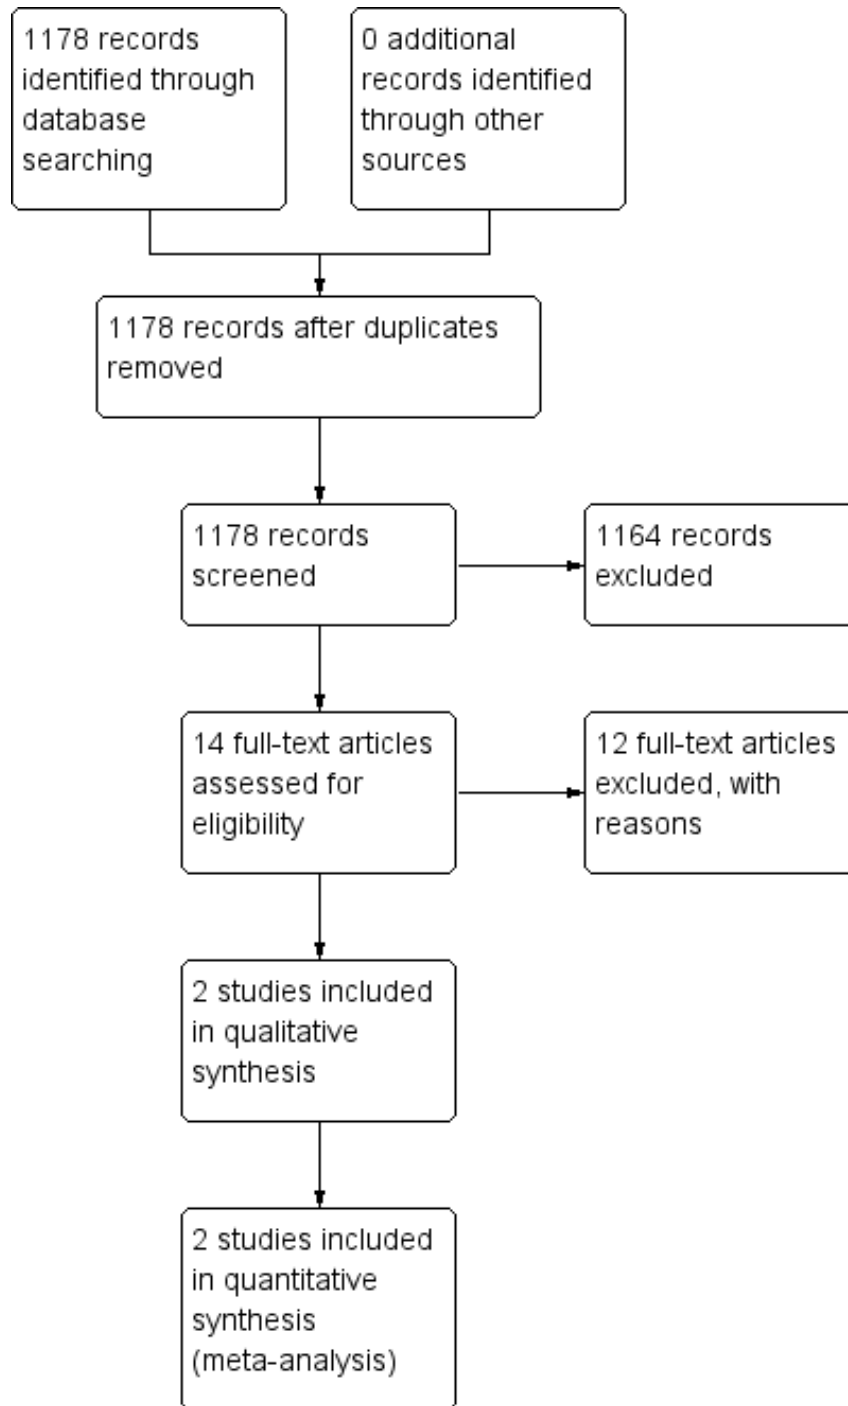 1178 records
identified through
database
searching
0 additional
records identified
through other
sources
1178 records after duplicates
removed
1178 records
screened
1164 records
excluded
14 full-text articles
assessed for
eligibility
12 full-text articles
excluded, with
reasons
2 studies included
in qualitative
synthesis
2 studies included
in quantitative
synthesis
(meta-analysis)